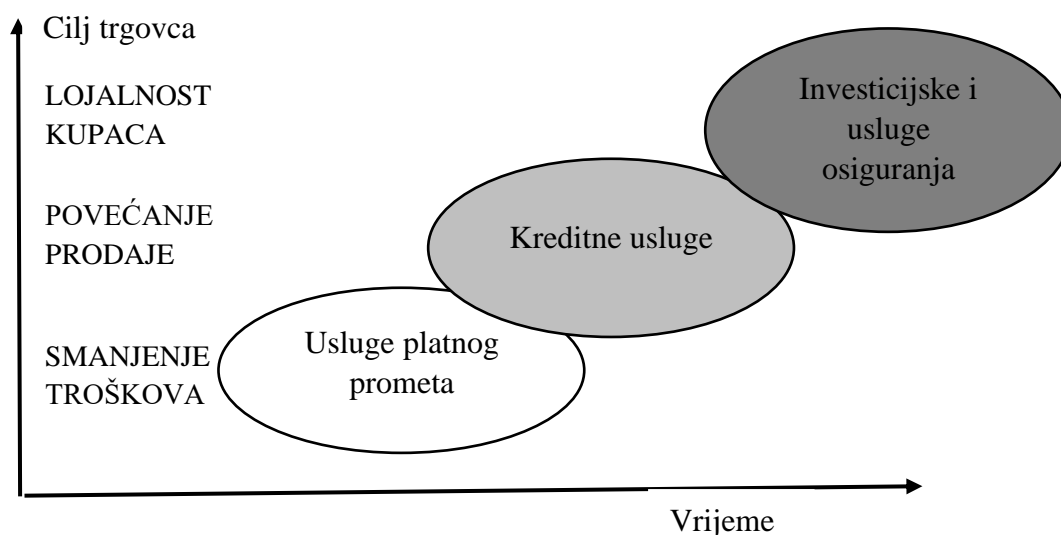 Cilj trgovca
LOJALNOST
KUPACA
Investicijske i
usluge
osiguranja
POVEĆANJE
PRODAJE
Kreditne usluge
SMANJENJE
TROŠKOVA
Usluge platnog
prometa
Vrijeme